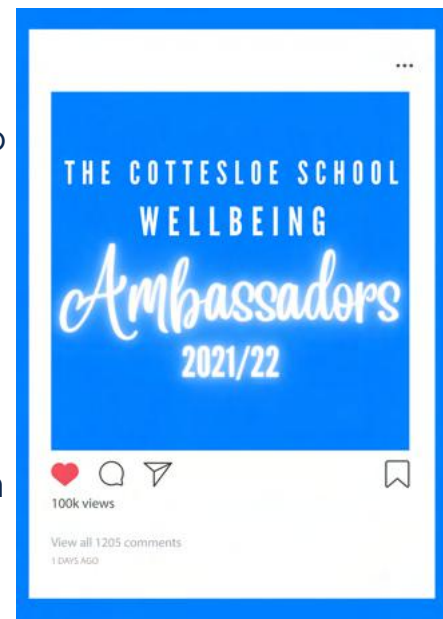 ...
THE COTTESLOE SCHOOL
WELLBEING
Ambassadors
2021/22
100k views
View all 1205 comments
1 DAYS AGO